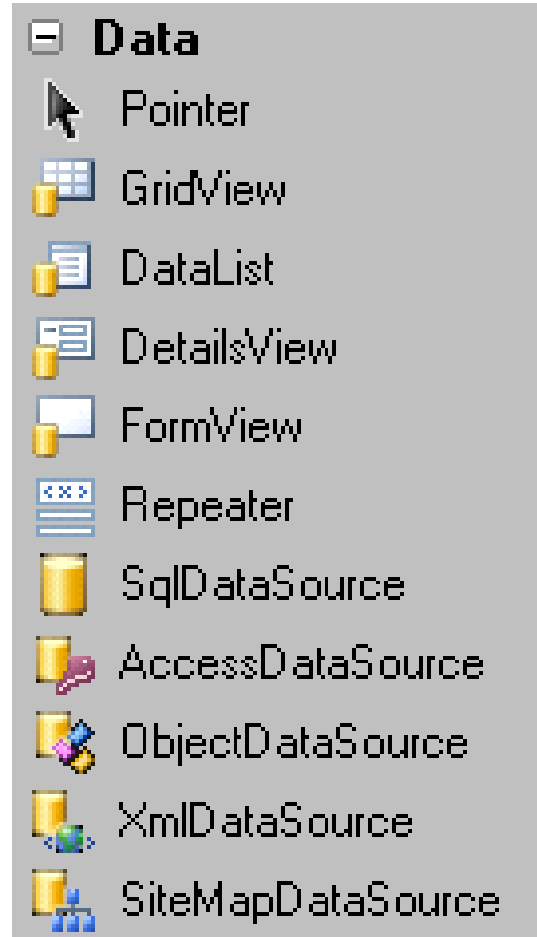 Data
Pointer
GridView
DataList
DetailsView
FormView
Repeater
SqlDataSource
AccessDataSource
ObjectDataSource
XmlDataSource
SiteMapDataSource